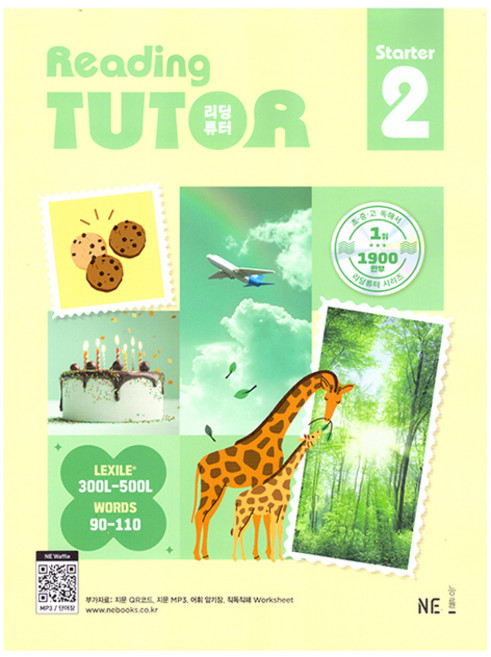 Reading
TUTOR
리딩
튜터
Starter
2
초·중·고 독해서
1위
1900
만부
리딩튜터 시리즈
LEXILE®
300L-500L
WORDS
90-110
NE Waffle
MP3 / 단어장
부가자료: 지문 QR코드, 지문 MP3, 어휘 암기장, 직독직해 Worksheet
www.nebooks.co.kr
NE 능률